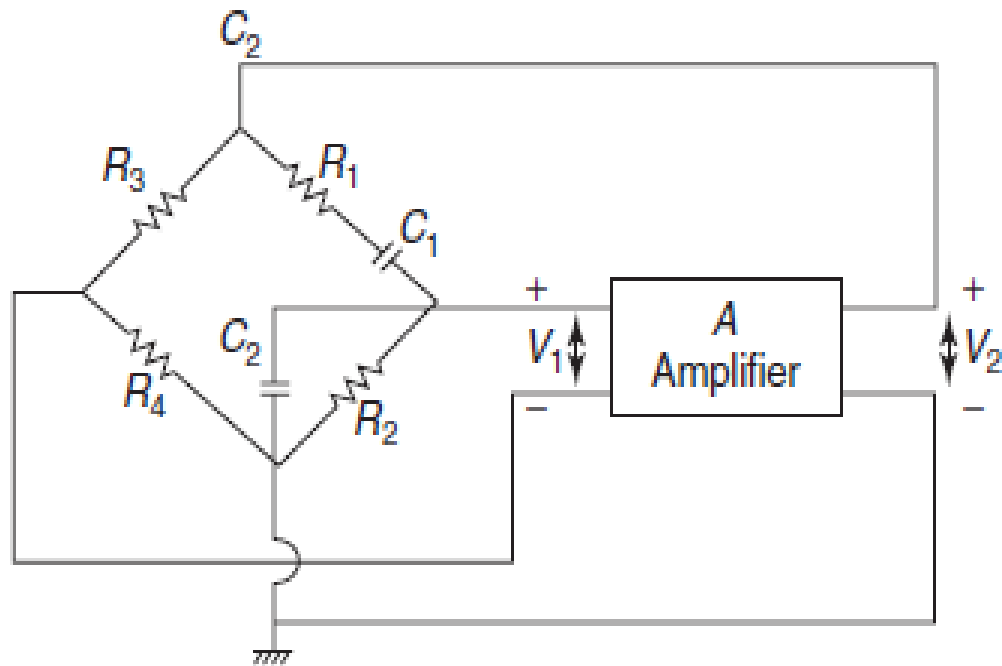 C2
R3
R1
C1
C2
R4
R2
+
V1
−
A
Amplifier
+
V2
−